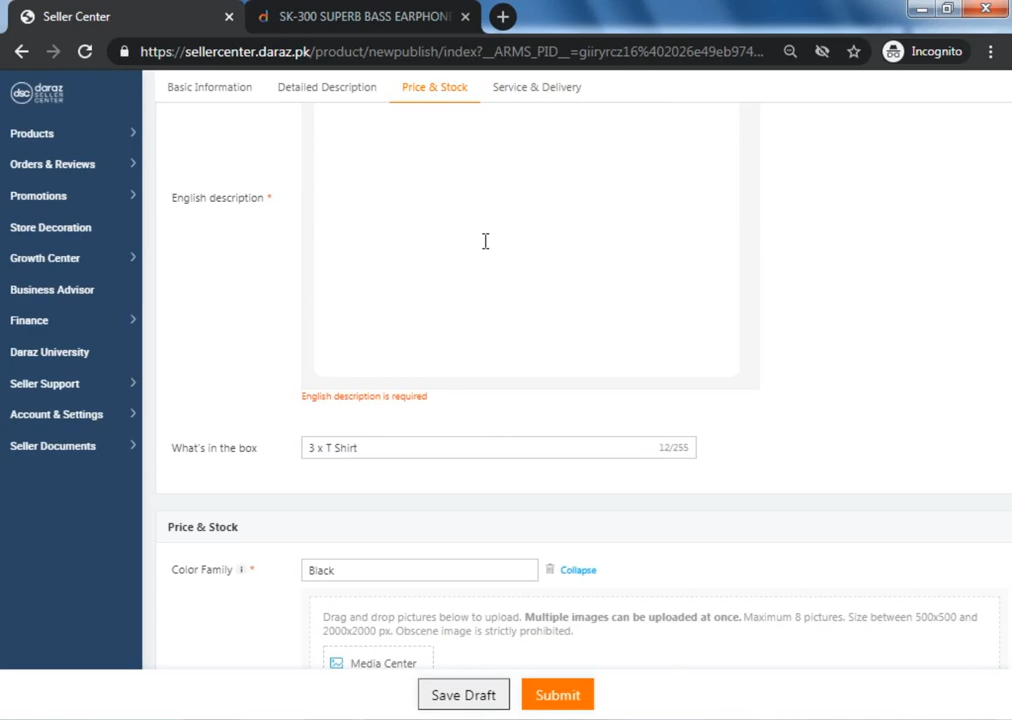 Seller Center
SK-300 SUPERB BASS EARPHON
https://sellercenter.daraz.pk/product/newpublish/index?__ARMS_PID__=giiryrcz16%402026e49eb974...
Incognito
dsc daraz SELLER CENTER
Basic Information
Detailed Description
Price & Stock
Service & Delivery
Products
Orders & Reviews
Promotions
Store Decoration
Growth Center
Business Advisor
Finance
Daraz University
Seller Support
Account & Settings
Seller Documents
English description *
English description is required
What's in the box
3 x T Shirt
12/255
Price & Stock
Color Family i *
Black
Collapse
Drag and drop pictures below to upload. Multiple images can be uploaded at once. Maximum 8 pictures. Size between 500x500 and
2000x2000 px. Obscene image is strictly prohibited.
Media Center
Save Draft
Submit